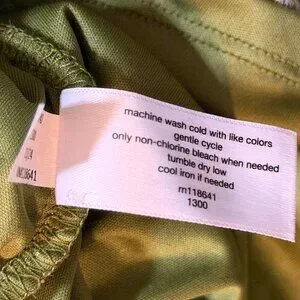 machine wash cold with like colors
gentle cycle
only non-chlorine bleach when needed
tumble dry low
cool iron if needed
rn118641
1300